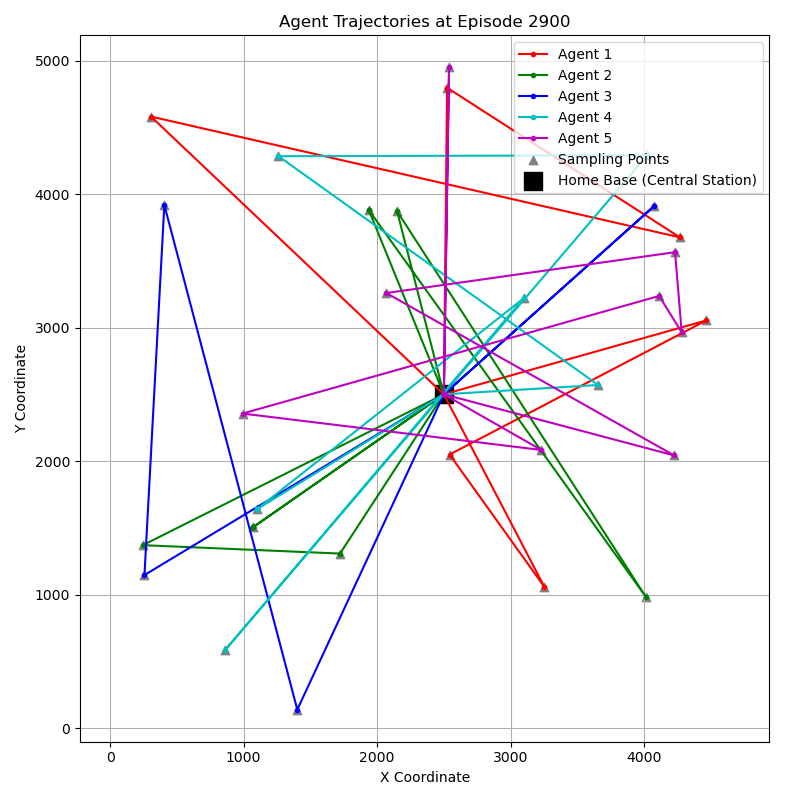 Agent Trajectories at Episode 2900
Agent 1
Agent 2
Agent 3
Agent 4
Agent 5
Sampling Points
Home Base (Central Station)
5000
4000
3000
2000
1000
0
Y Coordinate
0
1000
2000
3000
4000
X Coordinate